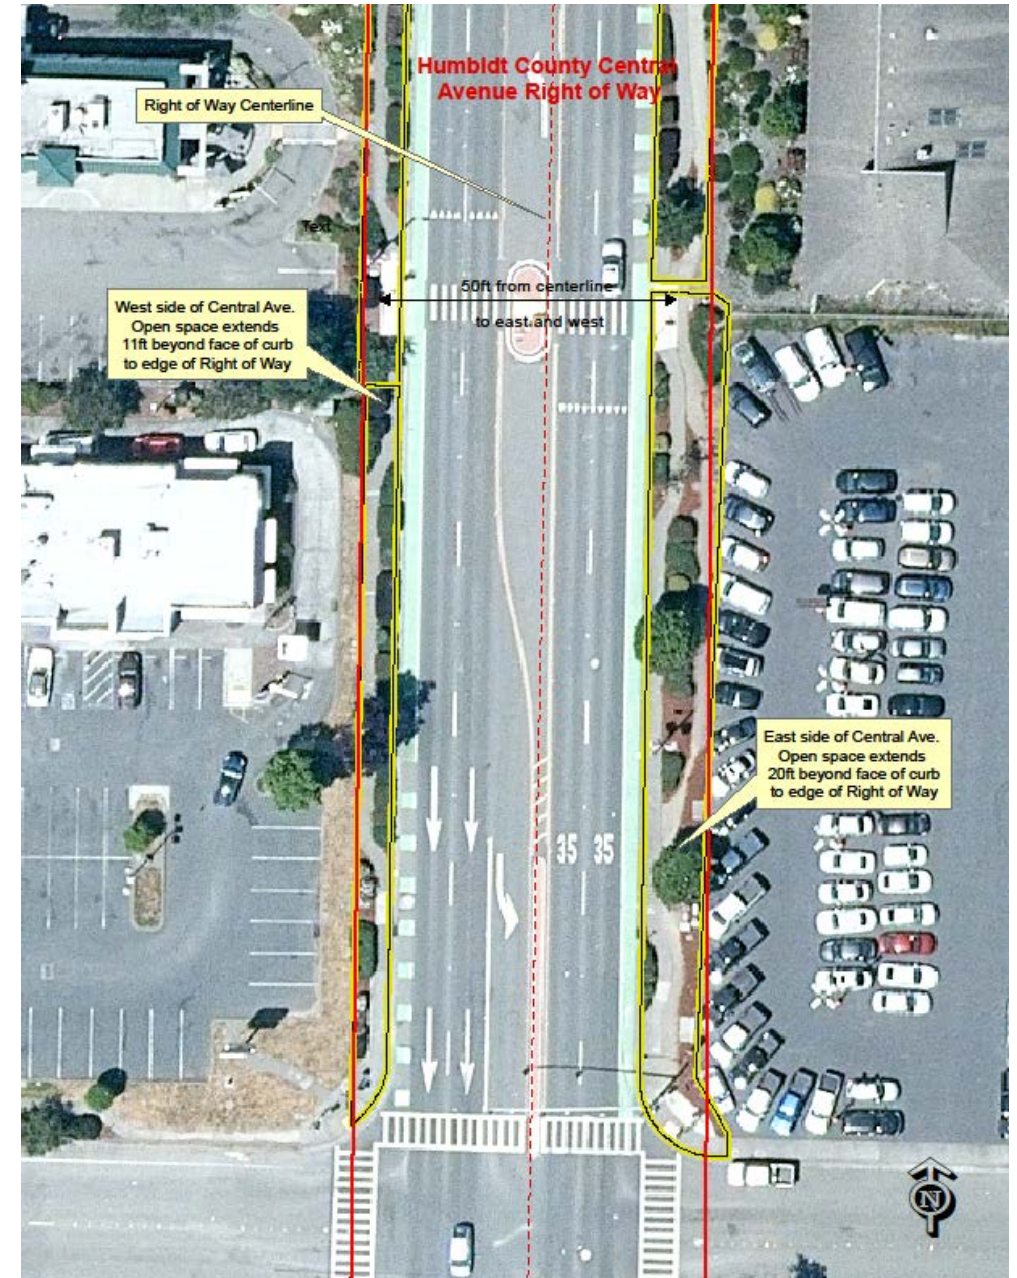 Humbldt County Central
Avenue Right of Way
Right of Way Centerline
Text
50ft from centerline
to east and west
West side of Central Ave.
Open space extends
11ft beyond face of curb
to edge of Right of Way
East side of Central Ave.
Open space extends
20ft beyond face of curb
to edge of Right of Way
35 35
N